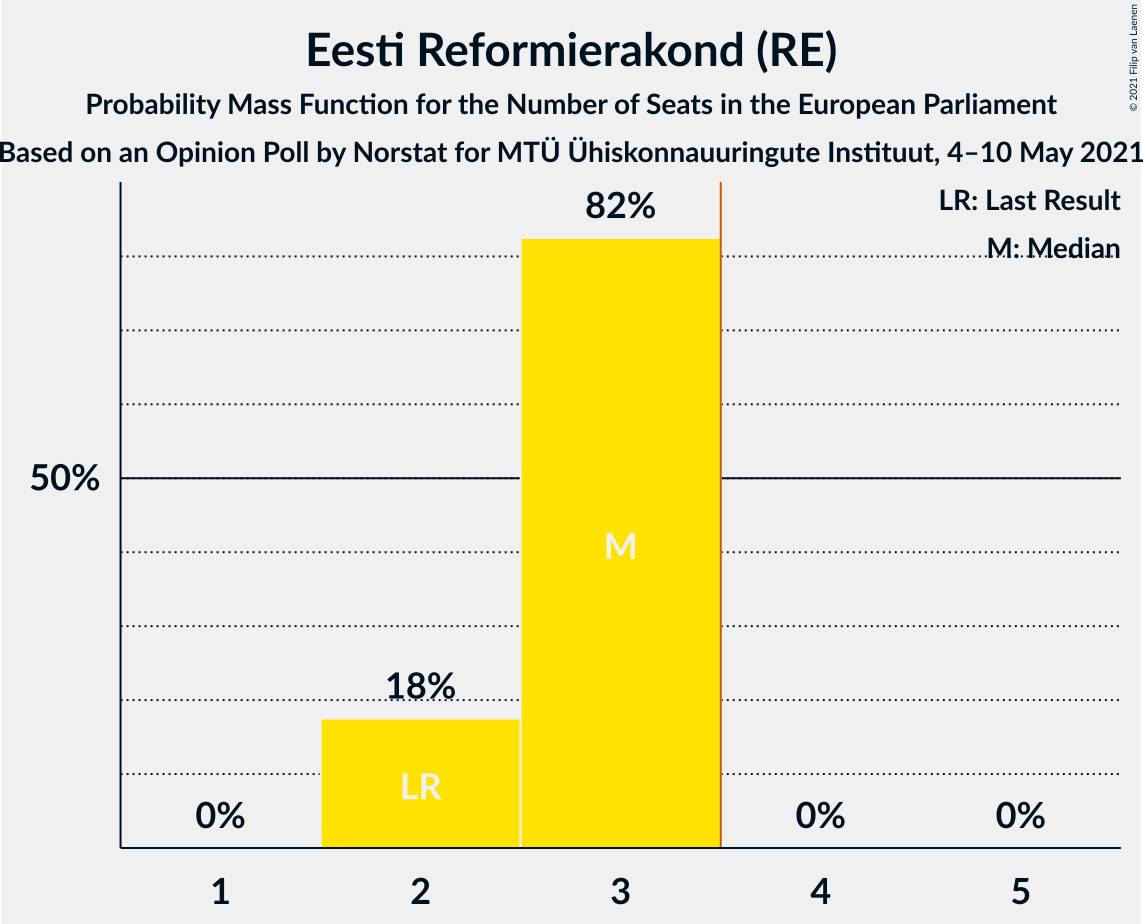 Eesti Reformierakond (RE)
Probability Mass Function for the Number of Seats in the European Parliament
Based on an Opinion Poll by Norstat for MTÜ Ühiskonnauuringute Instituut, 4–10 May 2021
© 2021 Filip van Laenen
LR: Last Result
M: Median
82%
50%
M
18%
LR
0%
0%
0%
1
2
3
4
5